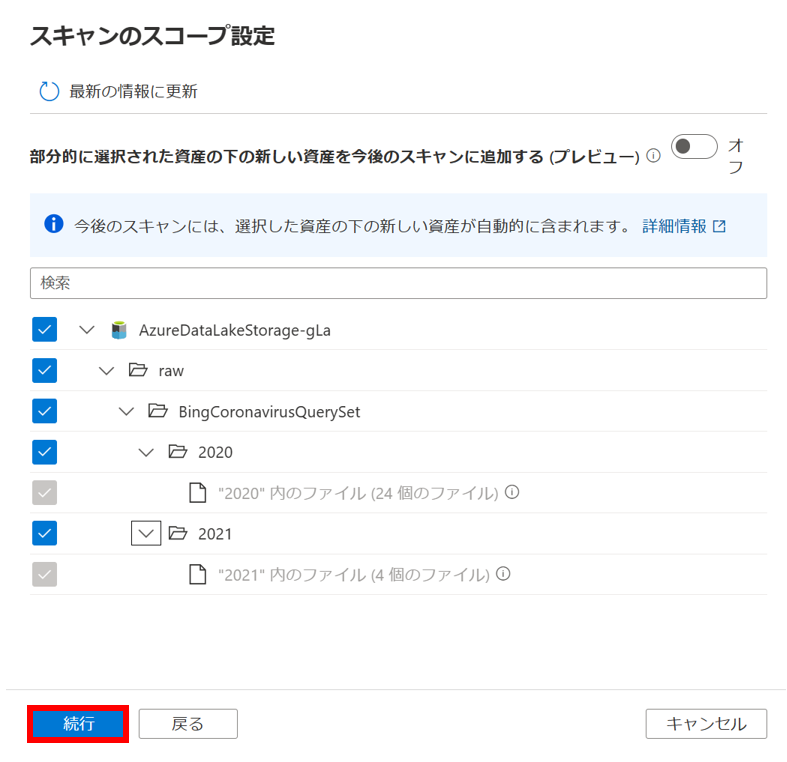 スキャンのスコープ設定
最新の情報に更新
部分的に選択された資産の下の新しい資産を今後のスキャンに追加する (プレビュー)
オ
フ
今後のスキャンには、選択した資産の下の新しい資産が自動的に含まれます。 詳細情報
検索
AzureDataLakeStorage-gLa
raw
BingCoronavirusQuerySet
2020
"2020" 内のファイル (24 個のファイル)
2021
"2021" 内のファイル (4 個のファイル)
続行 戻る キャンセル